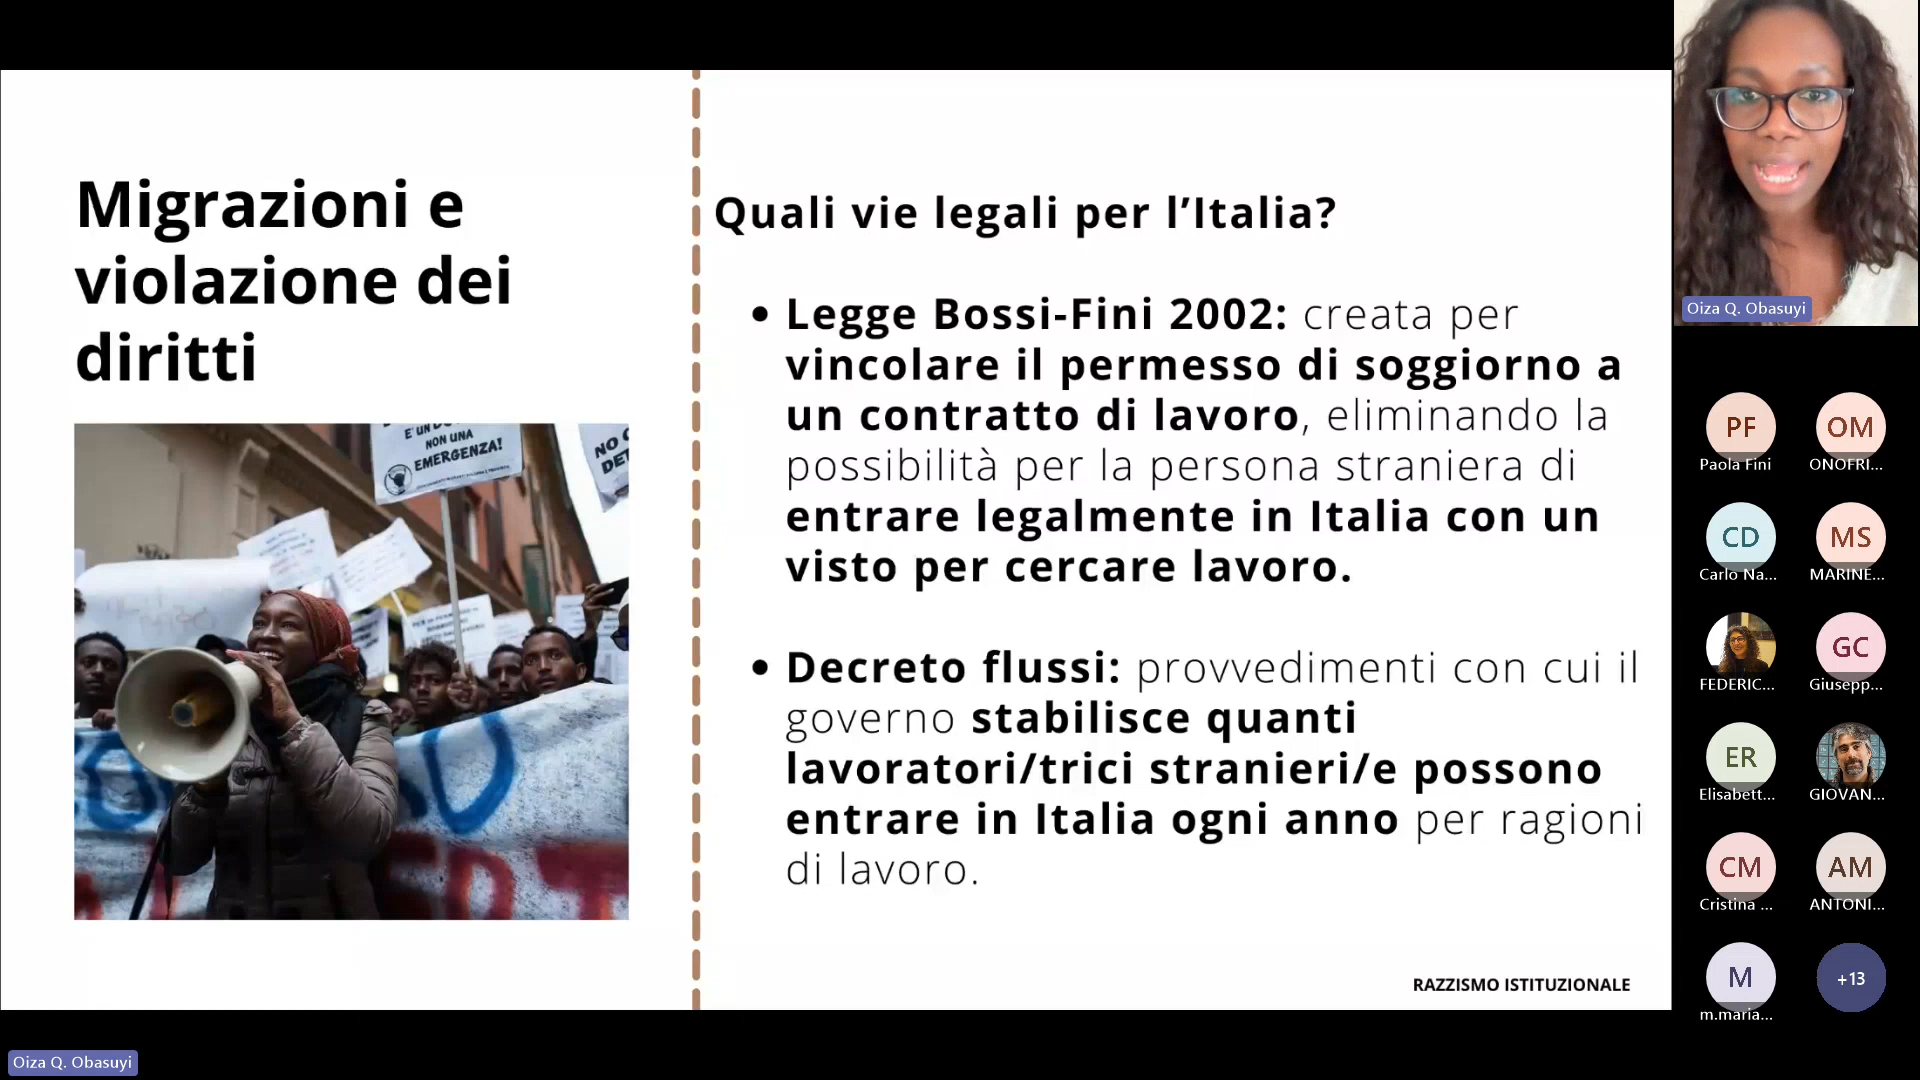 Migrazioni e
violazione dei
diritti
NON UNA
EMERGENZA!
Quali vie legali per l’Italia?
• Legge Bossi-Fini 2002: creata per
vincolare il permesso di soggiorno a
un contratto di lavoro, eliminando la
possibilità per la persona straniera di
entrare legalmente in Italia con un
visto per cercare lavoro.
• Decreto flussi: provvedimenti con cui il
governo stabilisce quanti
lavoratori/trici stranieri/e possono
entrare in Italia ogni anno per ragioni
di lavoro.
RAZZISMO ISTITUZIONALE
Oiza Q. Obasuyi
PF
Paola Fini
OM
ONOFRI...
CD
Carlo Na...
MS
MARINE...
FEDERIC...
GC
Giusepp...
ER
Elisabett...
GIOVAN...
CM
Cristina ...
AM
ANTONI...
M
m.maria...
+13
Oiza Q. Obasuyi